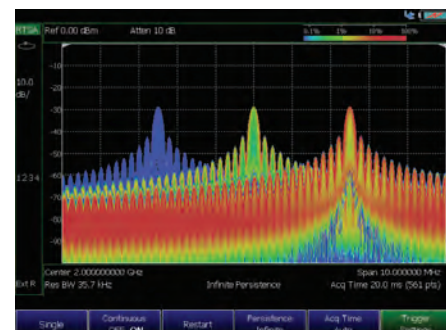 RTSA Ref 0.00 dBm Atten 10 dB
0.1% 1% 10% 100%
10.0
dB/
-10
-20
-30
-40
-50
-60
-70
-80
-90
1234
Ext R
Center 2.000000000 GHz Span 10.000000 MHz
Res BW 35.7 kHz Infinite Persistence Acq Time 20.0 ms (561 pts)
Single Continuous Restart Persistence Acq Time Trigger
OFF ON Infinite Auto